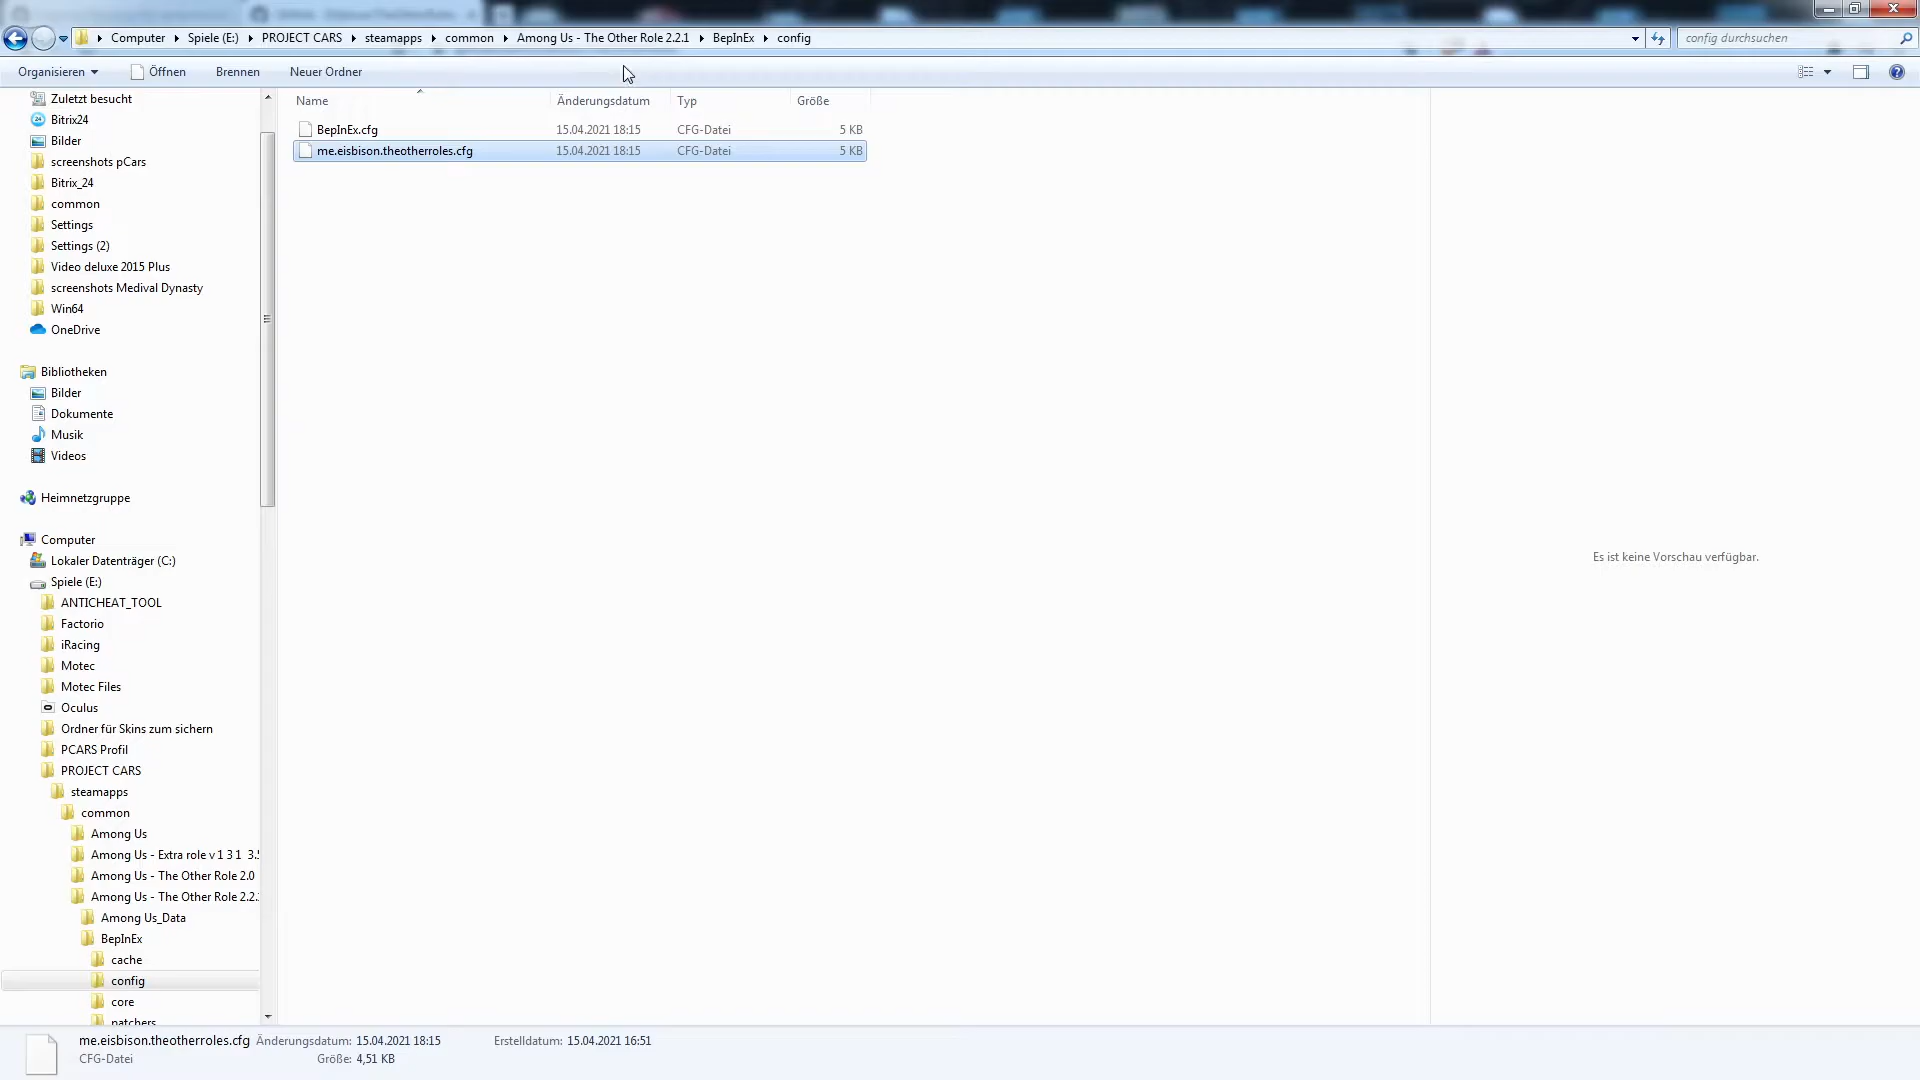 Computer Spiele (E:) PROJECT CARS steamapps common Among Us - The Other Role 2.2.1 BepInEx config
config durchsuchen
Organisieren Öffnen Brennen Neuer Ordner
Name Änderungsdatum Typ Größe
BepInEx.cfg 15.04.2021 18:15 CFG-Datei 5 KB
me.eisbison.theotherroles.cfg 15.04.2021 18:15 CFG-Datei 5 KB
Zuletzt besucht
Bitrix24
Bilder
screenshots pCars
Bitrix_24
common
Settings
Settings (2)
Video deluxe 2015 Plus
screenshots Medival Dynasty
Win64
OneDrive
Bibliotheken
Bilder
Dokumente
Musik
Videos
Heimnetzgruppe
Computer
Lokaler Datenträger (C:)
Spiele (E:)
ANTICHEAT_TOOL
Factorio
iRacing
Motec
Motec Files
Oculus
Ordner für Skins zum sichern
PCARS Profil
PROJECT CARS
steamapps
common
Among Us
Among Us - Extra role v 1 3 1 3.
Among Us - The Other Role 2.0
Among Us - The Other Role 2.2.
Among Us_Data
BepInEx
cache
config
core
patchers
Es ist keine Vorschau verfügbar.
me.eisbison.theotherroles.cfg Änderungsdatum: 15.04.2021 18:15 Erstelldatum: 15.04.2021 16:51
CFG-Datei Größe: 4,51 KB